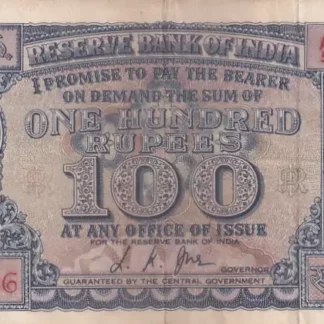 RESERVE BANK OF INDIA
I PROMISE TO PAY THE BEARER
ON DEMAND THE SUM OF
ONE HUNDRED
RUPEES
100
AT ANY OFFICE OF ISSUE
FOR THE RESERVE BANK OF INDIA
GOVERNOR
6
GUARANTEED BY THE CENTRAL GOVERNMENT